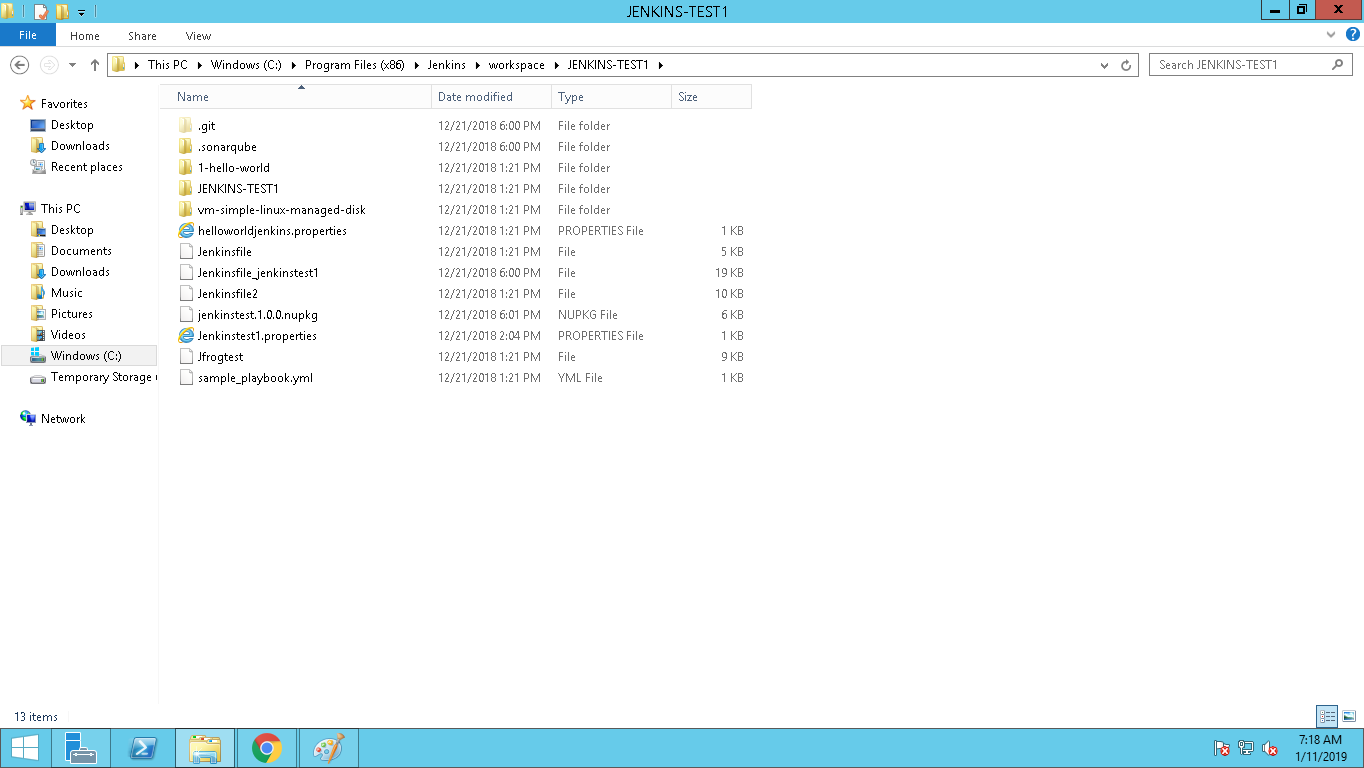 JENKINS-TEST1
File Home Share View
This PC Windows (C:) Program Files (x86) Jenkins workspace JENKINS-TEST1 Search JENKINS-TEST1
Name Date modified Type Size
Favorites
Desktop
Downloads
Recent places
This PC
Desktop
Documents
Downloads
Music
Pictures
Videos
Windows (C:)
Temporary Storage
Network
.git 12/21/2018 6:00 PM File folder
.sonarqube 12/21/2018 6:00 PM File folder
1-hello-world 12/21/2018 1:21 PM File folder
JENKINS-TEST1 12/21/2018 1:21 PM File folder
vm-simple-linux-managed-disk 12/21/2018 1:21 PM File folder
helloworldjenkins.properties 12/21/2018 1:21 PM PROPERTIES File 1 KB
Jenkinsfile 12/21/2018 1:21 PM File 5 KB
Jenkinsfile_jenkinstest1 12/21/2018 6:00 PM File 19 KB
Jenkinsfile2 12/21/2018 1:21 PM File 10 KB
jenkinstest.1.0.0.nupkg 12/21/2018 6:01 PM NUPKG File 6 KB
Jenkinstest1.properties 12/21/2018 2:04 PM PROPERTIES File 1 KB
Jfrogtest 12/21/2018 1:21 PM File 9 KB
sample_playbook.yml 12/21/2018 1:21 PM YML File 1 KB
13 items
7:18 AM
1/11/2019